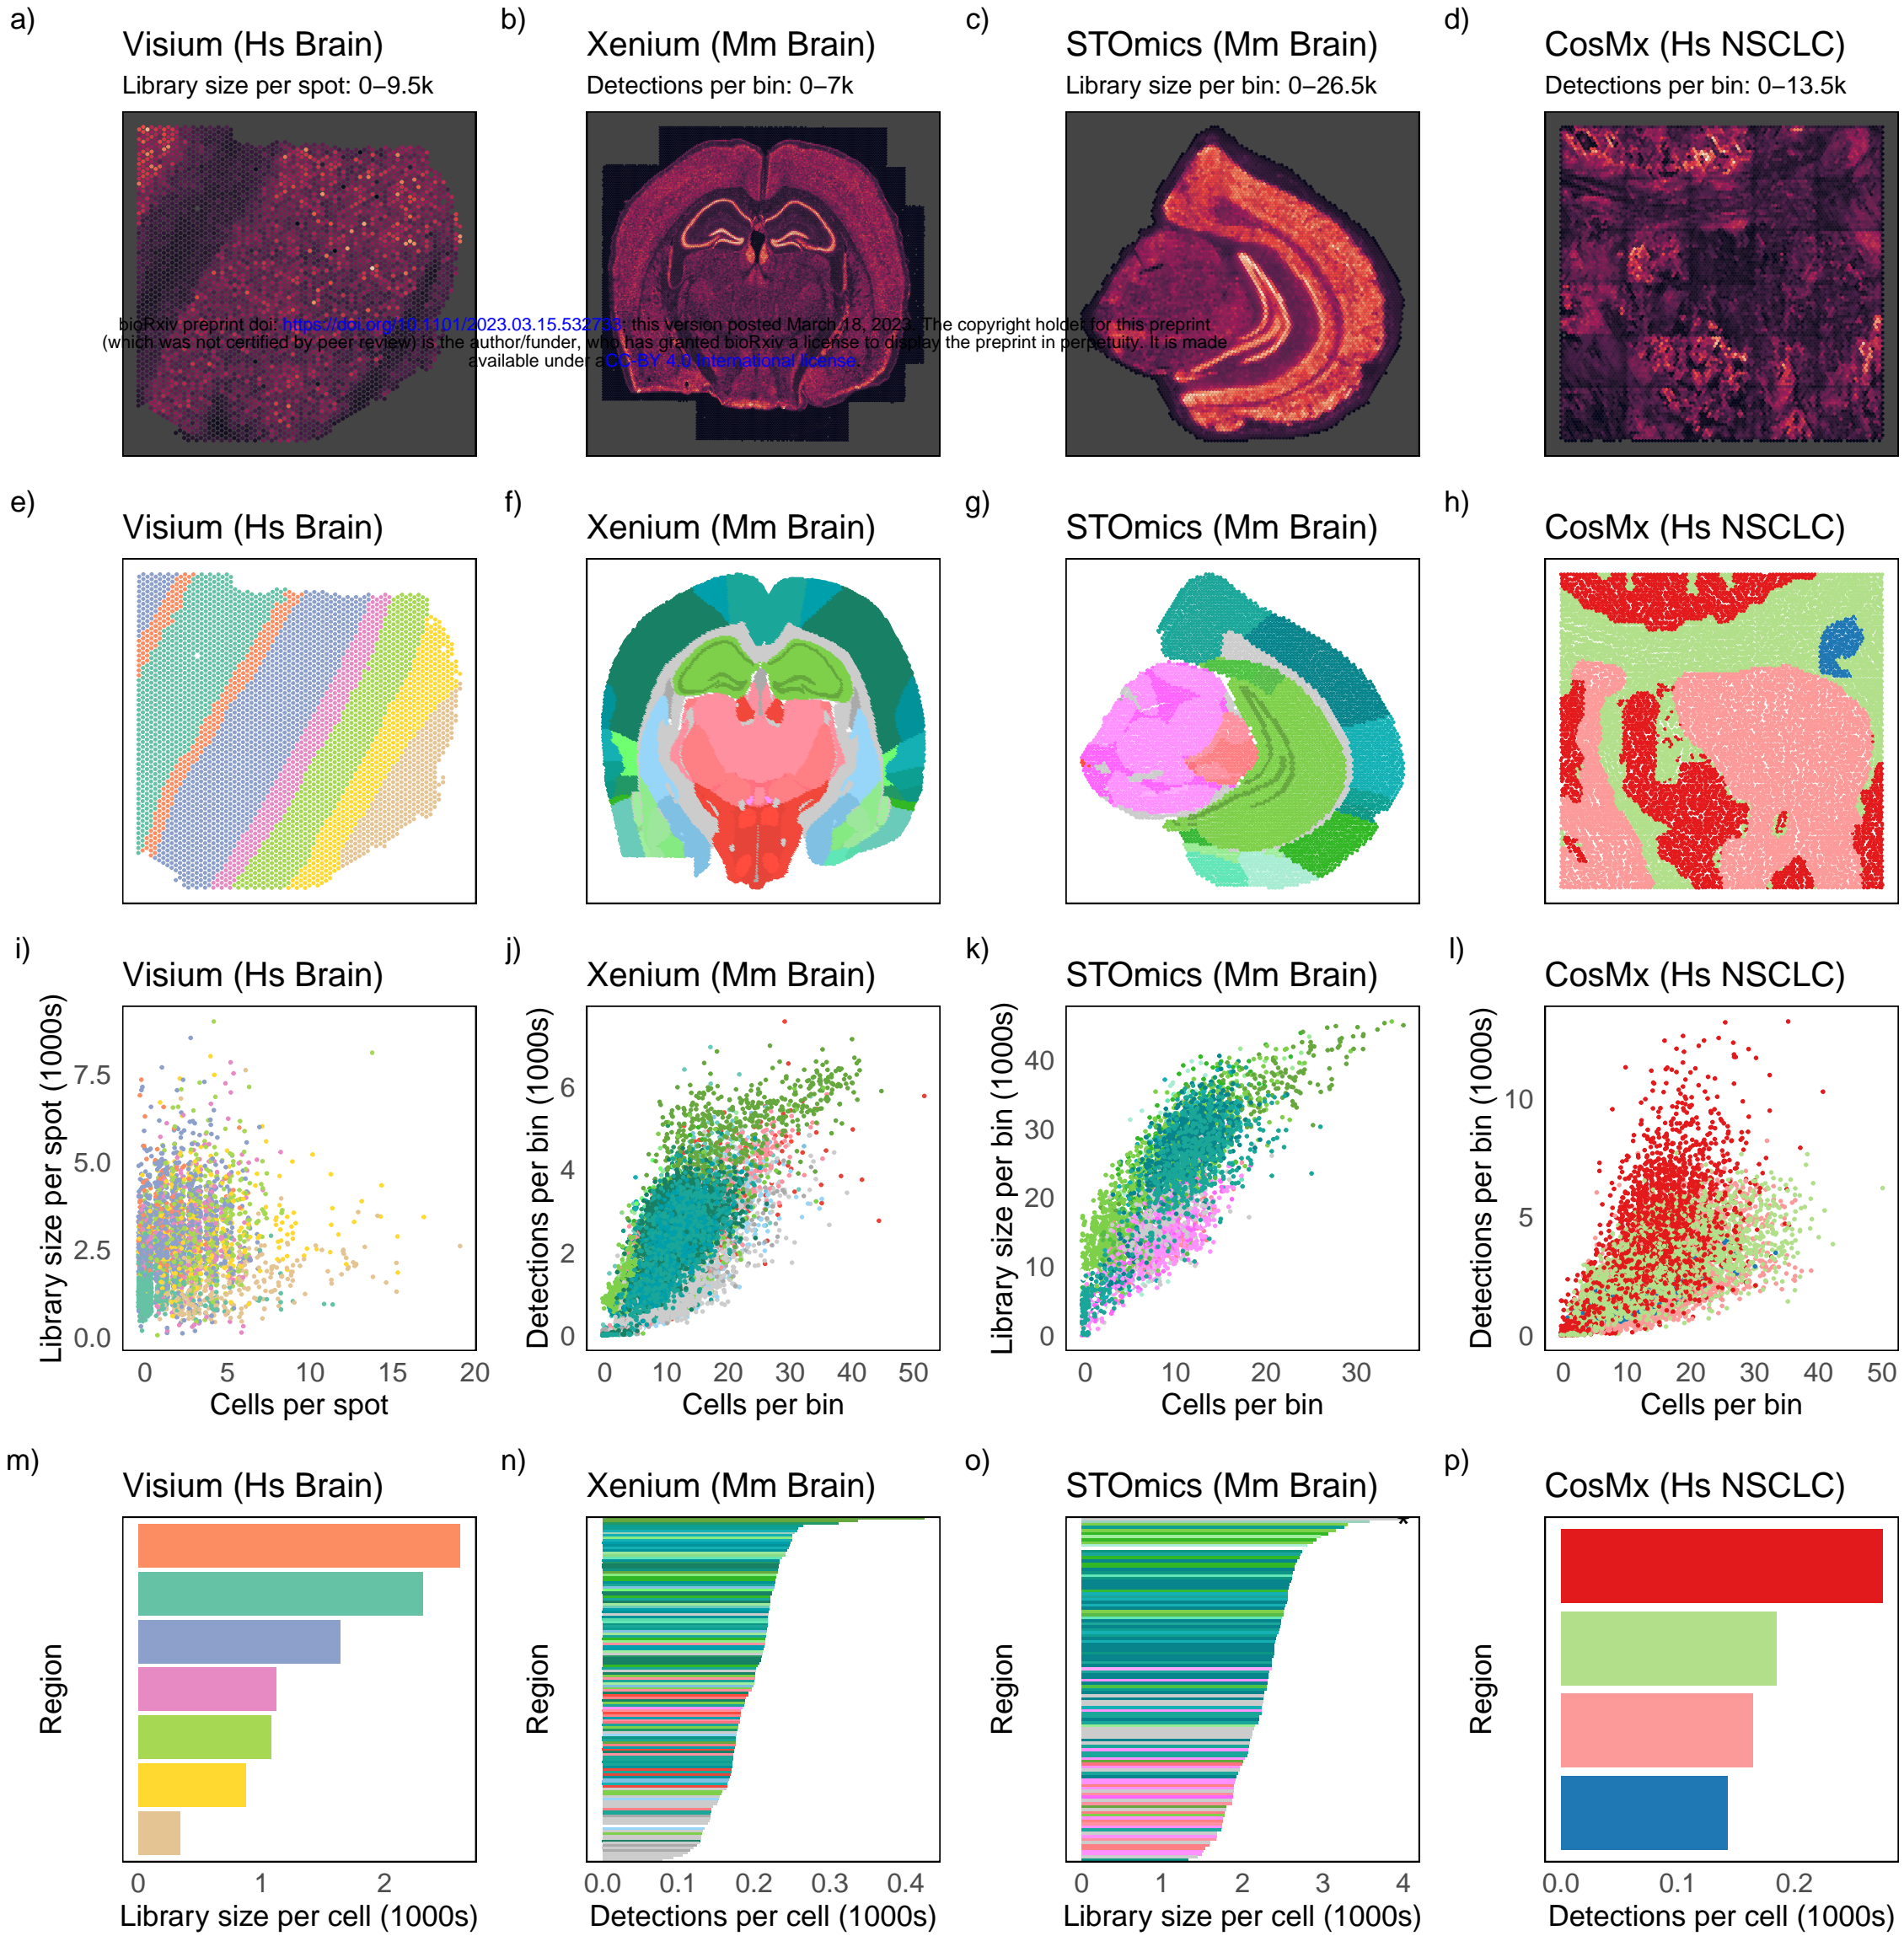 a)
Visium (Hs Brain)
Library size per spot: 0–9.5k
b)
Xenium (Mm Brain)
Detections per bin: 0–7k
c)
STOmics (Mm Brain)
Library size per bin: 0–26.5k
d)
CosMx (Hs NSCLC)
Detections per bin: 0–13.5k
bioRxiv preprint doi: https://doi.org/10.1101/2023.03.15.532733; this version posted March 18, 2023. The copyright holder for this preprint
(which was not certified by peer review) is the author/funder, who has granted bioRxiv a license to display the preprint in perpetuity. It is made
available under aCC-BY 4.0 International license.
e)
Visium (Hs Brain)
f)
Xenium (Mm Brain)
g)
STOmics (Mm Brain)
h)
CosMx (Hs NSCLC)
i)
Visium (Hs Brain)
Library size per spot (1000s)
7.5
5.0
2.5
0.0
0 5 10 15 20
Cells per spot
j)
Xenium (Mm Brain)
Detections per bin (1000s)
6
4
2
0
0 10 20 30 40 50
Cells per bin
k)
STOmics (Mm Brain)
Library size per bin (1000s)
40
30
20
10
0
0 10 20 30
Cells per bin
l)
CosMx (Hs NSCLC)
Detections per bin (1000s)
10
5
0
0 10 20 30 40 50
Cells per bin
m)
Visium (Hs Brain)
Region
0 1 2
Library size per cell (1000s)
n)
Xenium (Mm Brain)
Region
0.0 0.1 0.2 0.3 0.4
Detections per cell (1000s)
o)
STOmics (Mm Brain)
*
Region
0 1 2 3 4
Library size per cell (1000s)
p)
CosMx (Hs NSCLC)
Region
0.0 0.1 0.2
Detections per cell (1000s)